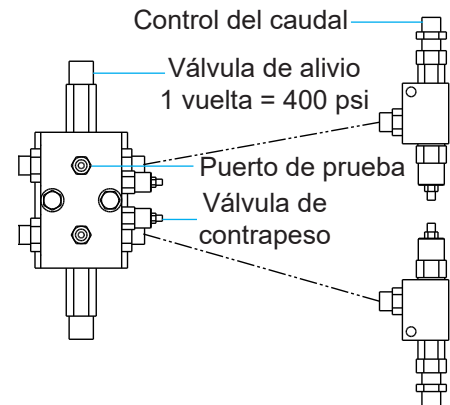 Control del caudal
Válvula de alivio
1 vuelta = 400 psi
Puerto de prueba
Válvula de
contrapeso